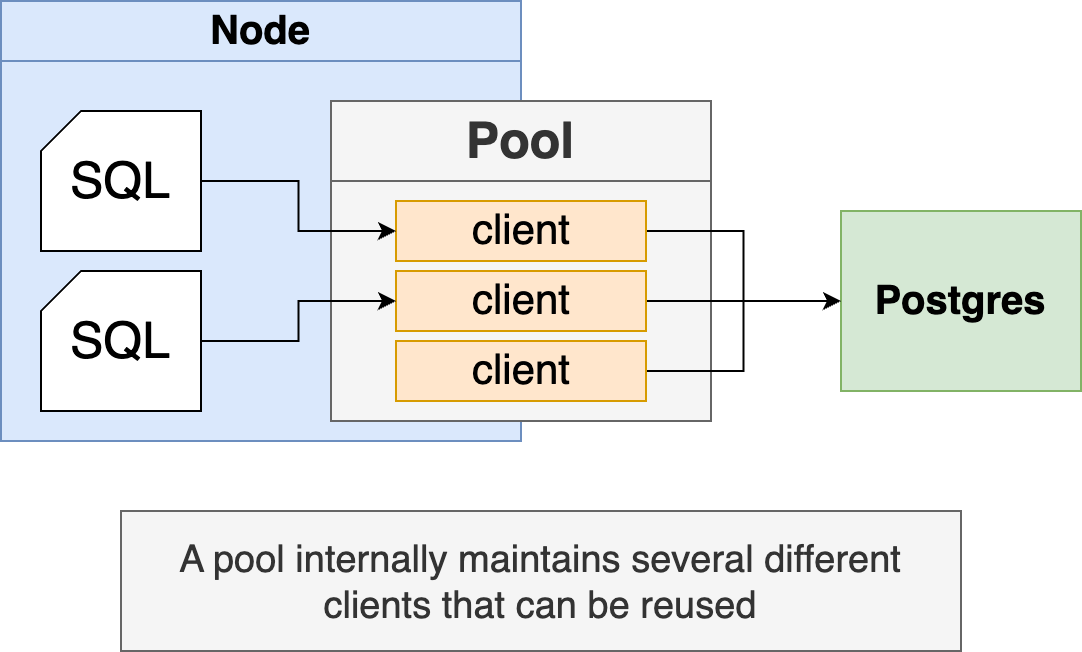 Node
Pool
SQL
client
client
SQL
client
Postgres
A pool internally maintains several different
clients that can be reused